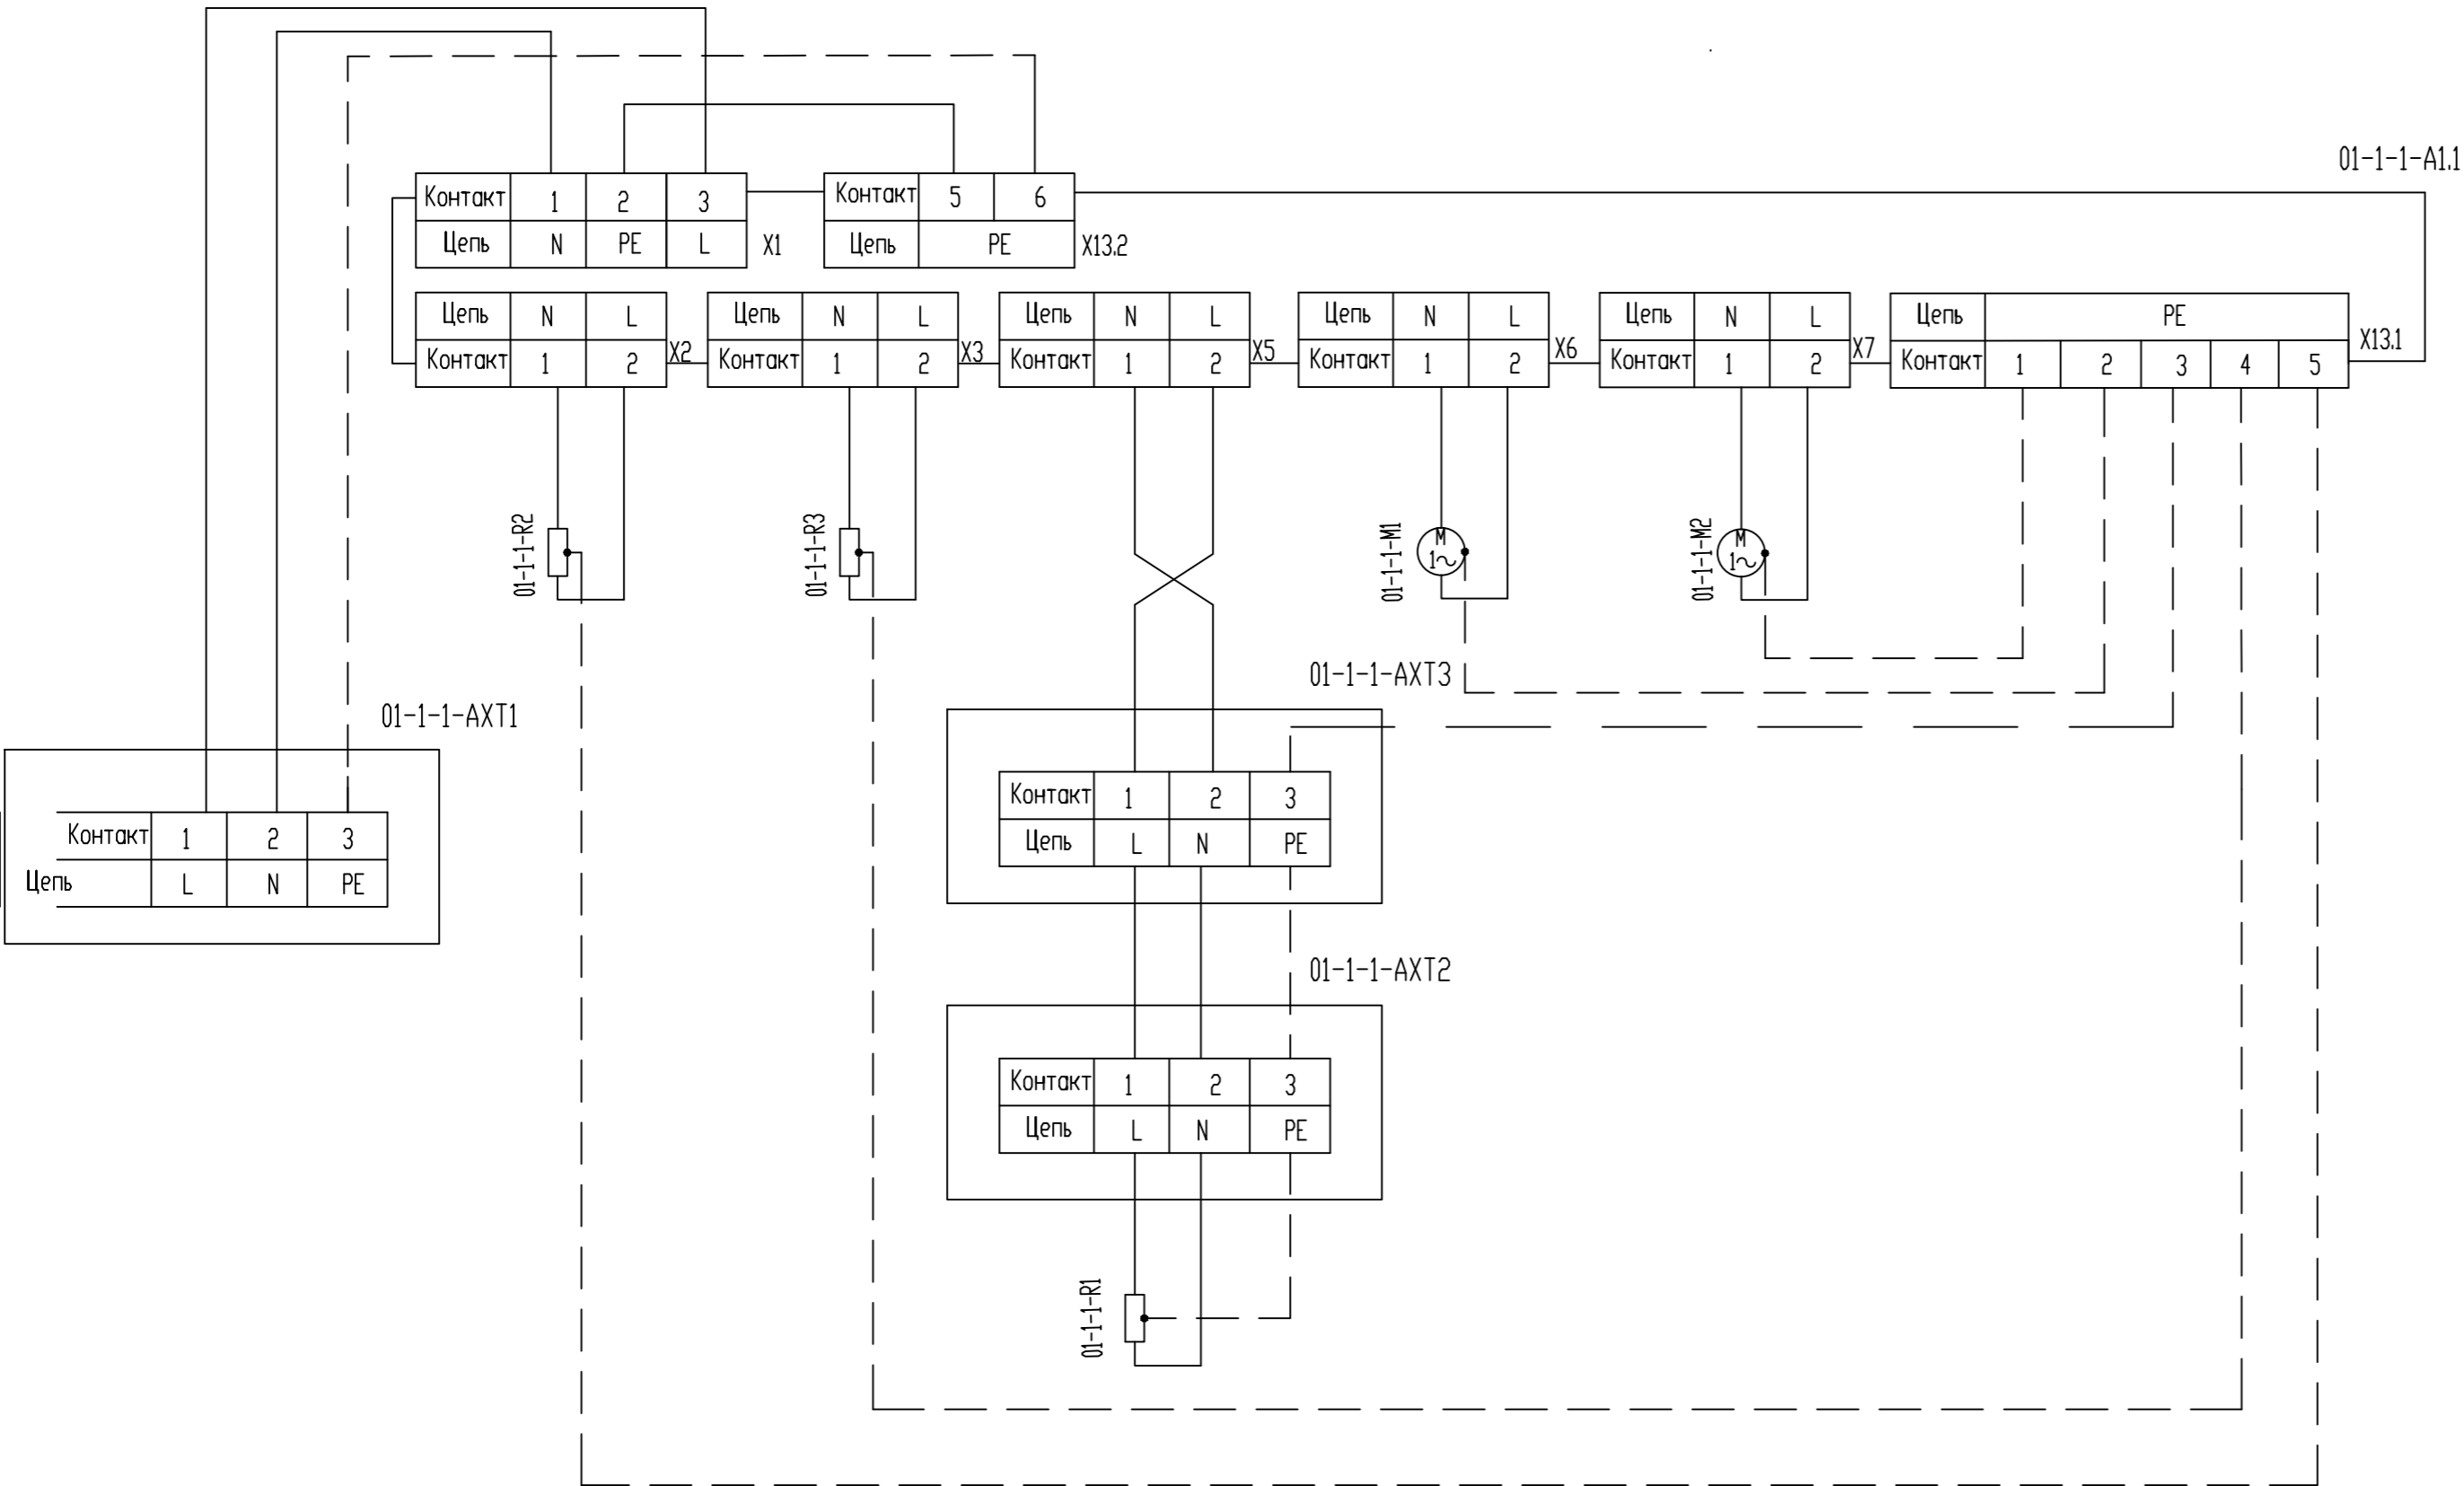 01-1-1-A1.1
Контакт 1 2 3
Цепь N PE L X1
Контакт 5 6
Цепь PE X13.2
Цепь N L
Контакт 1 2 X2
Цепь N L
Контакт 1 2 X3
Цепь N L
Контакт 1 2 X5
Цепь N L
Контакт 1 2 X6
Цепь N L
Контакт 1 2 X7
Цепь PE
Контакт 1 2 3 4 5 X13.1
01-1-1-R2
01-1-1-R3
01-1-1-M1
M
1~
01-1-1-M2
M
1~
01-1-1-AXT1
Контакт 1 2 3
Цепь L N PE
01-1-1-AXT3
Контакт 1 2 3
Цепь L N PE
01-1-1-AXT2
Контакт 1 2 3
Цепь L N PE
01-1-1-R1